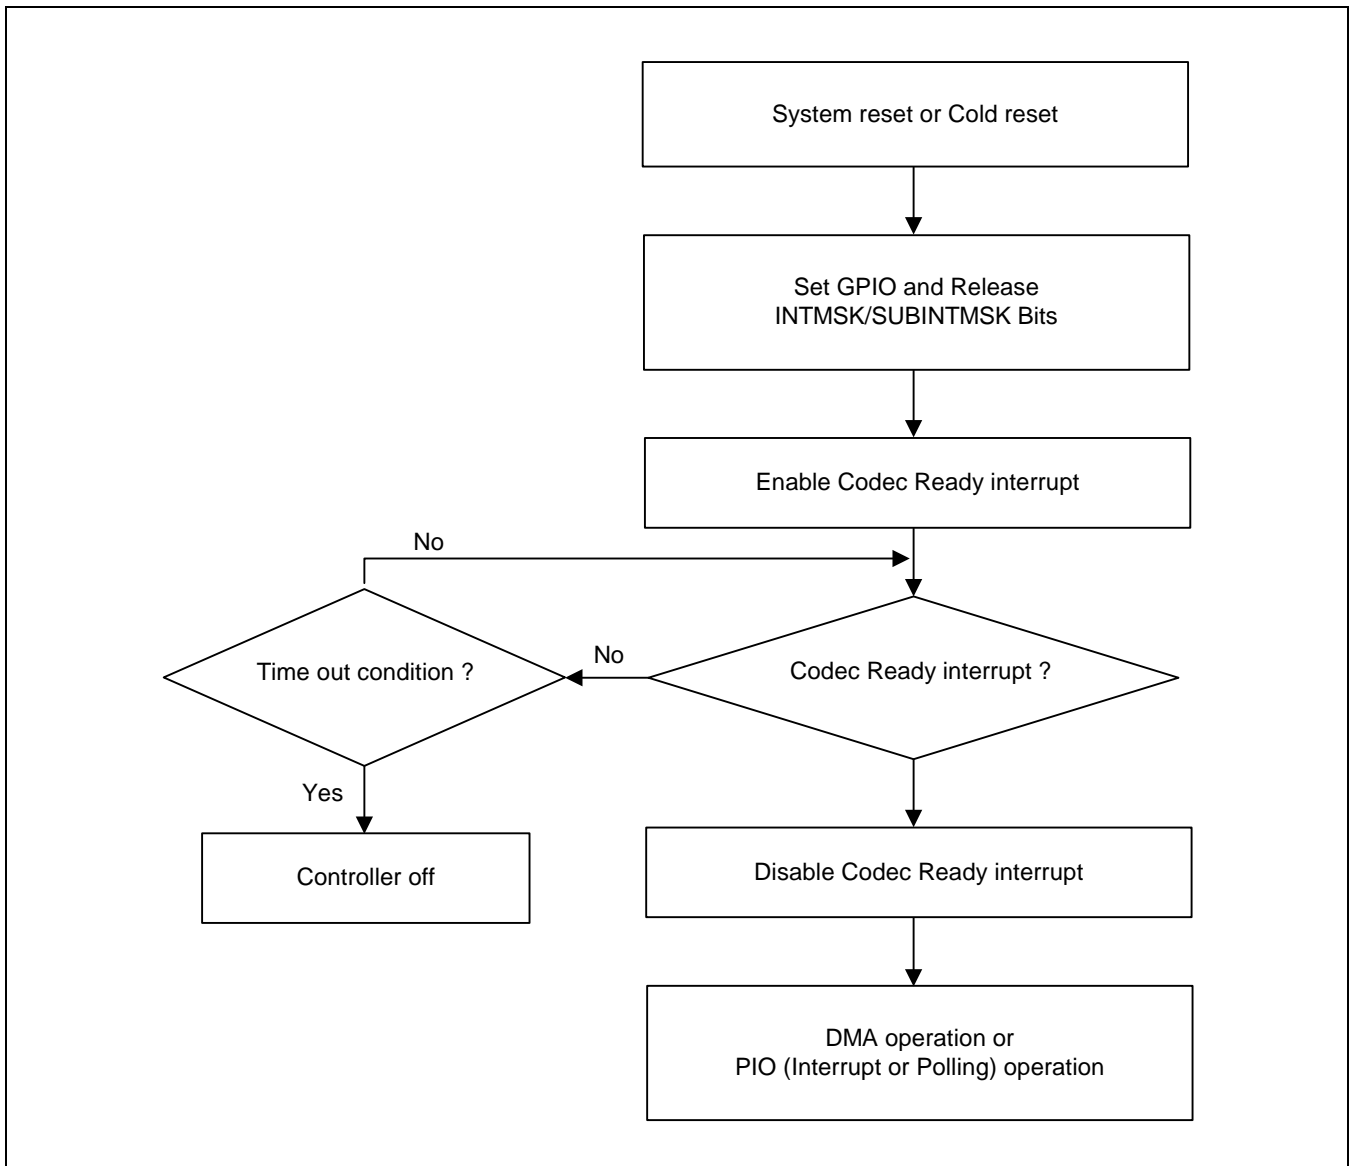 System reset or Cold reset
Set GPIO and Release
INTMSK/SUBINTMSK Bits
Enable Codec Ready interrupt
No
Time out condition ?
No
Codec Ready interrupt ?
Yes
Controller off
Disable Codec Ready interrupt
DMA operation or
PIO (Interrupt or Polling) operation